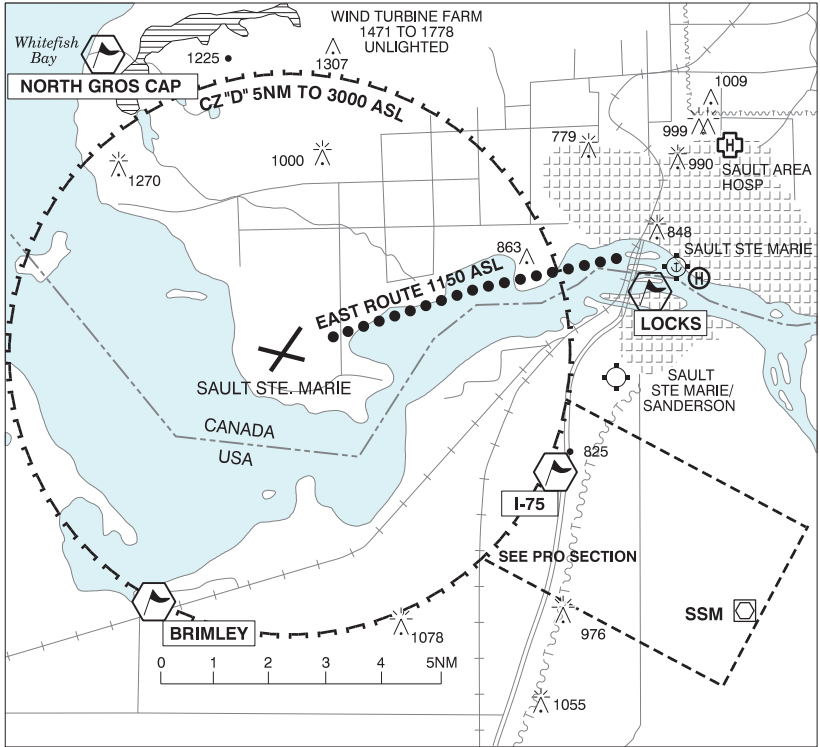 WIND TURBINE FARM
1471 TO 1778
UNLIGHTED
Whitefish
Bay
1225
1307
NORTH GROS CAP
CZ "D" 5NM TO 3000 ASL
1009
999
779
1000
990
H
SAULT AREA
HOSP
1270
848
863
SAULT STE MARIE
H
EAST ROUTE 1150 ASL
LOCKS
SAULT STE. MARIE
SAULT
STE MARIE/
SANDERSON
CANADA
USA
825
I-75
SEE PRO SECTION
SSM
BRIMLEY
1078
976
0 1 2 3 4 5NM
1055